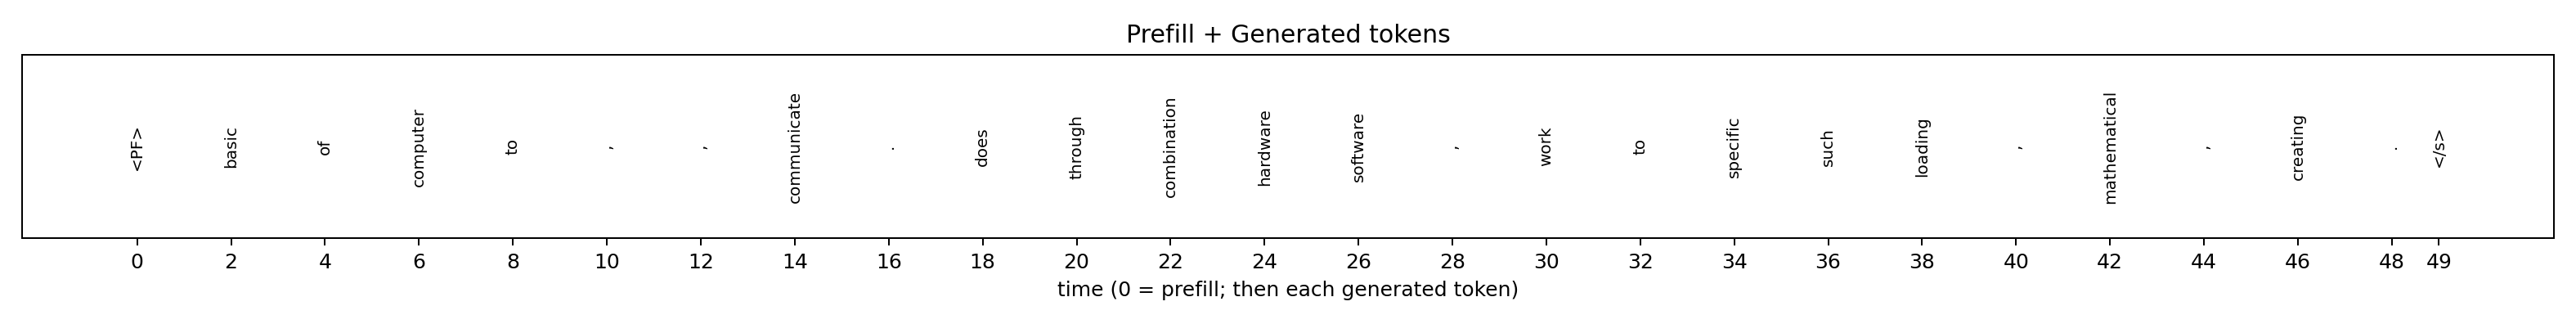 Prefill + Generated tokens
<PF> basic of computer to , , communicate . does through combination hardware software , work to specific such loading , mathematical , creating . </s>
0 2 4 6 8 10 12 14 16 18 20 22 24 26 28 30 32 34 36 38 40 42 44 46 48 49
time (0 = prefill; then each generated token)